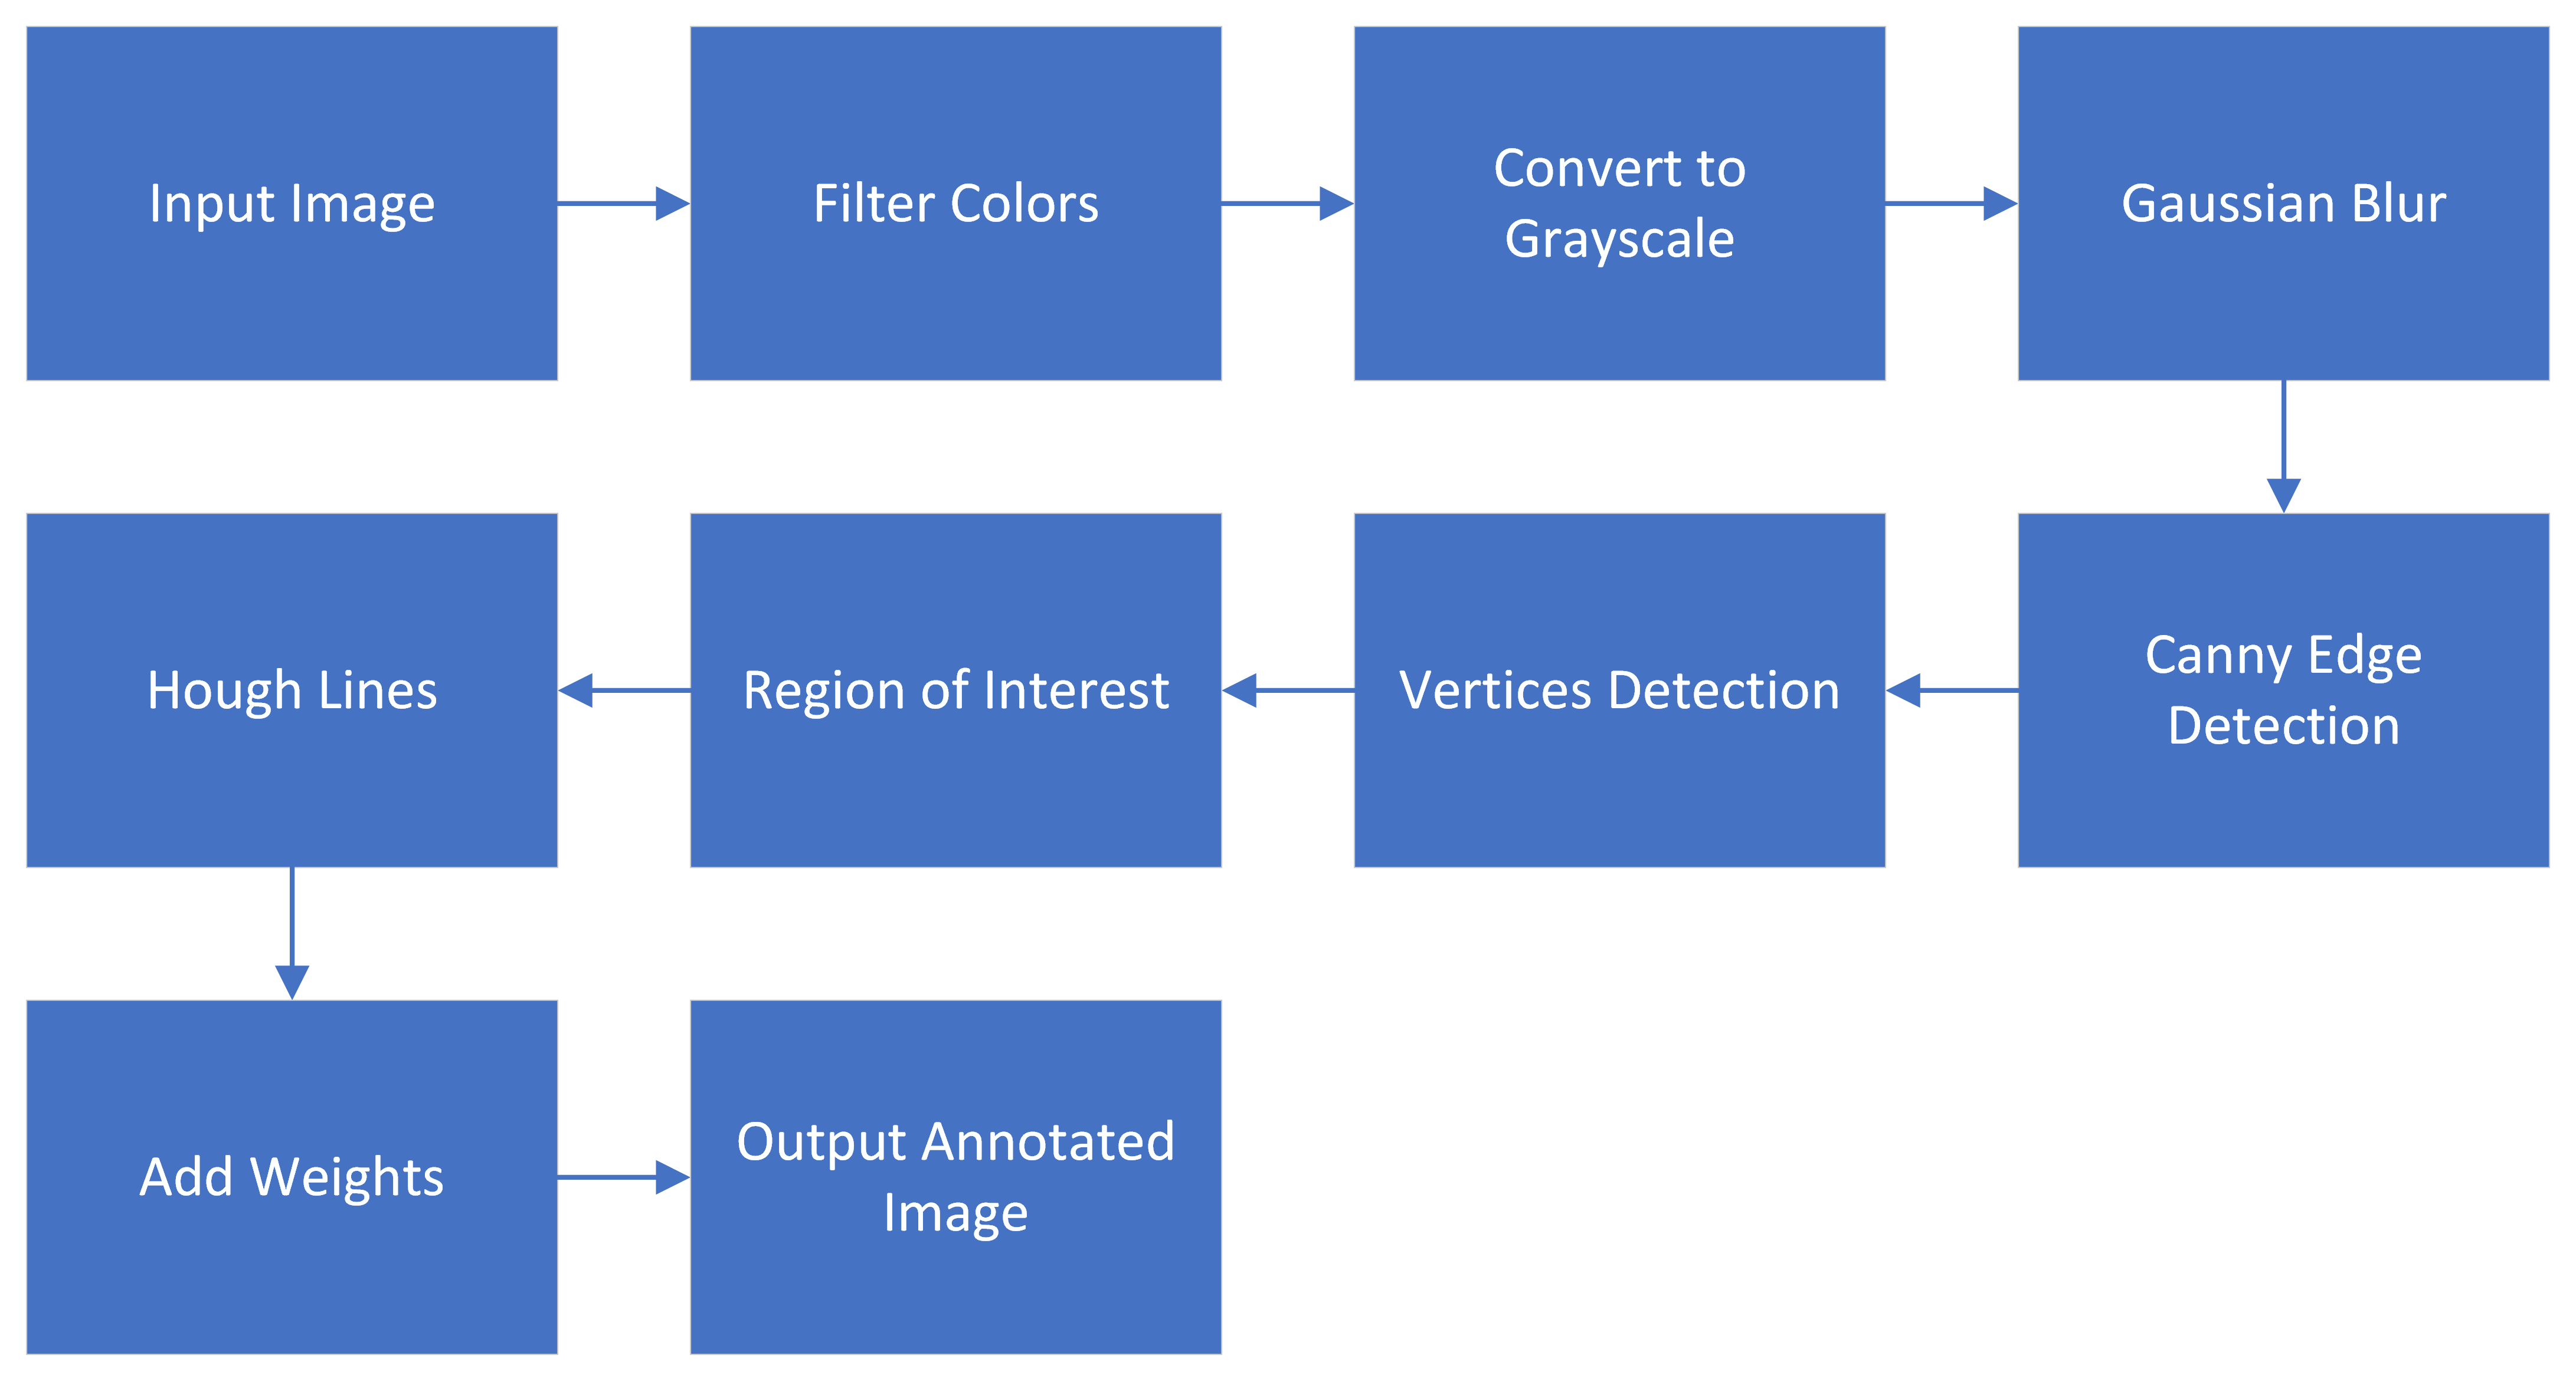 Input Image
Filter Colors
Convert to
Grayscale
Gaussian Blur
Canny Edge
Detection
Vertices Detection
Region of Interest
Hough Lines
Add Weights
Output Annotated
Image